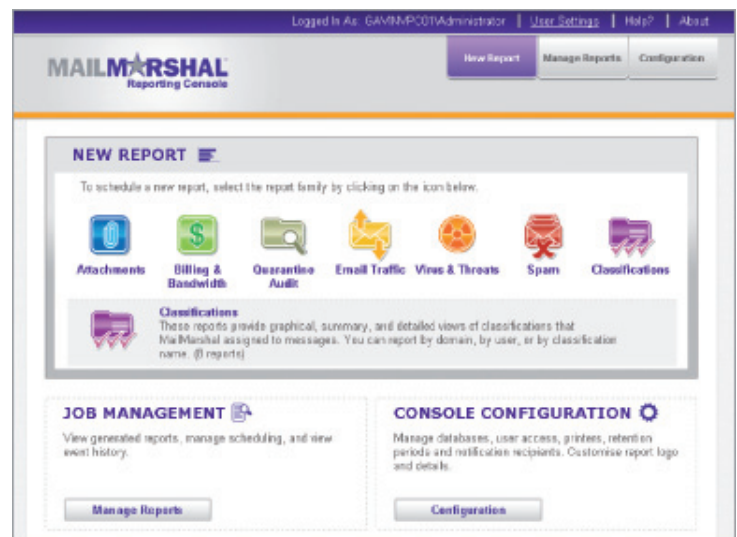 Logged In As: GAVINVPC01\Administrator | User Settings | Help? | About
MAILMARSHAL
Reporting Console
New Report
Manage Reports
Configuration
NEW REPORT
To schedule a new report, select the report family by clicking on the icon below.
Attachments
Billing &
Bandwidth
Quarantine
Audit
Email Traffic
Virus & Threats
Spam
Classifications
Classifications
These reports provide graphical, summary, and detailed views of classifications that
MailMarshal assigned to messages. You can report by domain, by user, or by classification
name. (8 reports)
JOB MANAGEMENT
View generated reports, manage scheduling, and view
event history.
Manage Reports
CONSOLE CONFIGURATION
Manage databases, user access, printers, retention
periods and notification recipients. Customise report logo
and details.
Configuration